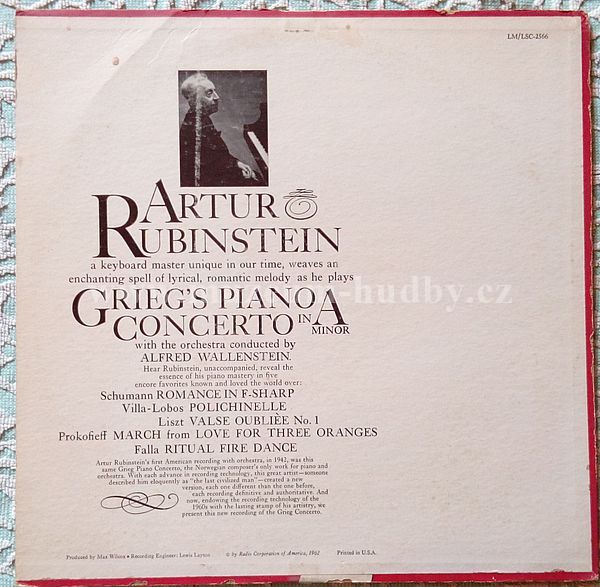 LM/LSC-2566
ARTUR
RUBINSTEIN
a keyboard master unique in our time, weaves an
enchanting spell of lyrical, romantic melody as he plays
GRIEG'S PIANO
CONCERTO IN A
MINOR
with the orchestra conducted by
ALFRED WALLENSTEIN.
Hear Rubinstein, unaccompanied, reveal the
essence of his piano mastery in five
encore favorites known and loved the world over:
Schumann ROMANCE IN F-SHARP
Villa-Lobos POLICHINELLE
Liszt VALSE OUBLIÈE No. 1
Prokofieff MARCH from LOVE FOR THREE ORANGES
Falla RITUAL FIRE DANCE
Artur Rubinstein's first American recording with orchestra, in 1942, was this
same Grieg Piano Concerto, the Norwegian composer's only work for piano and
orchestra. With each advance in recording technology, this great artist—someone
described him eloquently as "the last civilized man"—created a new
version, each one different than the one before,
each recording definitive and authoritative. And
now, endowing the recording technology of the
1960s with the lasting stamp of his artistry, we
present this new recording of the Grieg Concerto.
Produced by Max Wilcox • Recording Engineer: Lewis Layton
© by Radio Corporation of America, 1962
Printed in U.S.A.
-hudby.cz